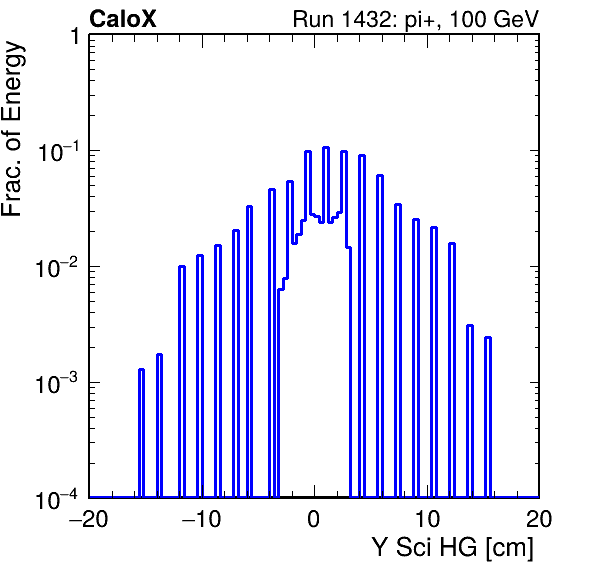 CaloX Run 1432: pi+, 100 GeV
Frac. of Energy
1
10⁻¹
10⁻²
10⁻³
10⁻⁴
−20 −10 0 10 20
Y Sci HG [cm]